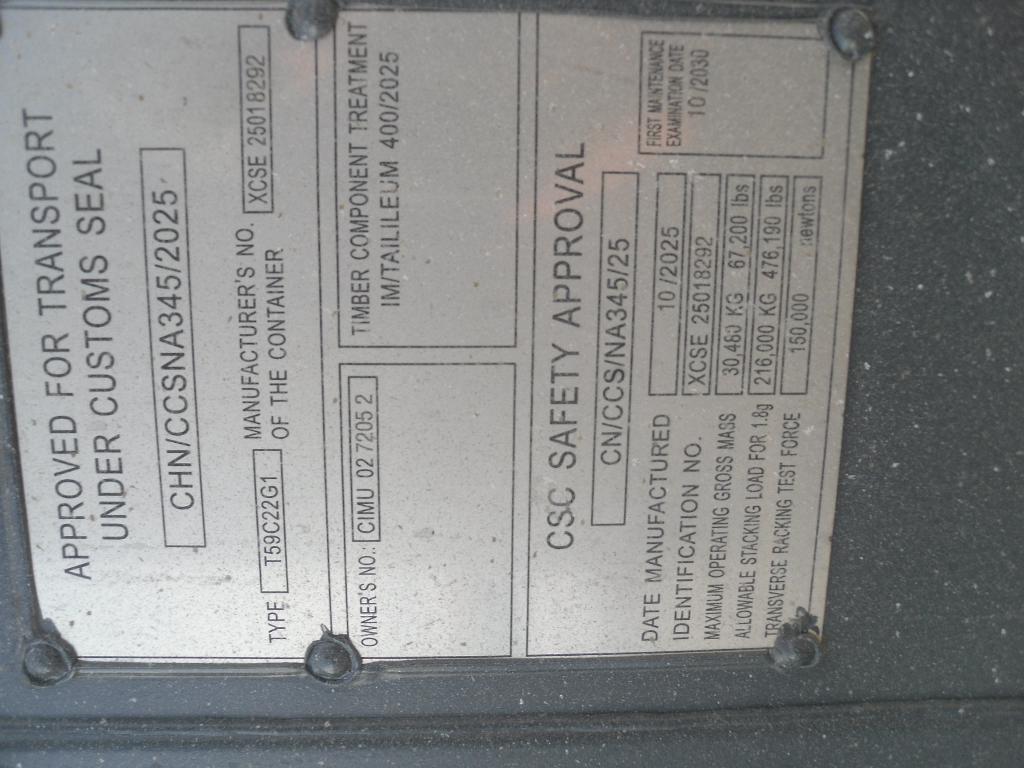 APPROVED FOR TRANSPORT
UNDER CUSTOMS SEAL
CHN/CCSNA345/2025
TYPE T59C22G1 MANUFACTURER'S NO. OF THE CONTAINER XCSE 25018292
OWNER'S NO.: CIMU 02 7205 2
TIMBER COMPONENT TREATMENT
IM/TAILILEUM 400/2025
CSC SAFETY APPROVAL
CN/CCS/NA345/25
DATE MANUFACTURED 10/2025
IDENTIFICATION NO. XCSE 25018292
MAXIMUM OPERATING GROSS MASS 30,480 KG 67,200 lbs
ALLOWABLE STACKING LOAD FOR 1.8g 216,000 KG 476,190 lbs
TRANSVERSE RACKING TEST FORCE 150,000 newtons
FIRST MAINTENANCE
EXAMINATION DATE
10/2030